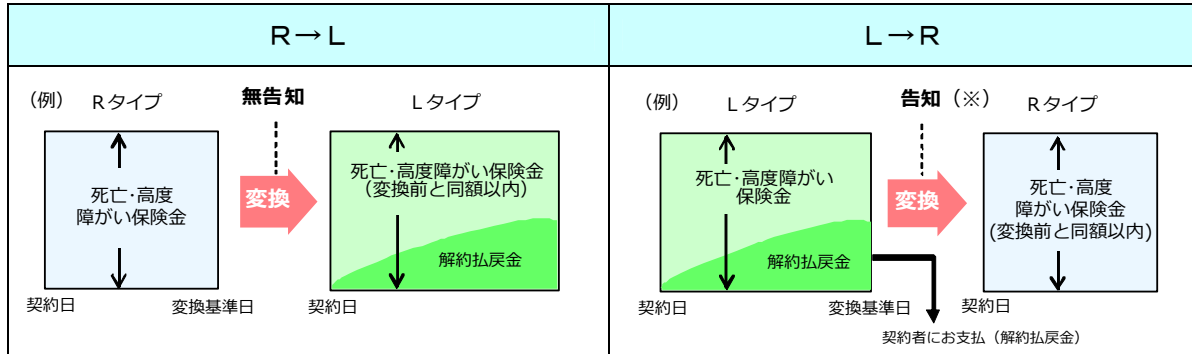 R→L
(例) Rタイプ
無告知
Lタイプ
死亡・高度
障がい保険金
変換
死亡・高度障がい保険金
(変換前と同額以内)
解約払戻金
契約日
変換基準日
契約日
L→R
(例)
Lタイプ
告知(※)
Rタイプ
死亡・高度障がい
保険金
解約払戻金
変換
死亡・高度
障がい保険金
(変換前と同額以内)
契約日
変換基準日
契約日
契約者にお支払(解約払戻金)